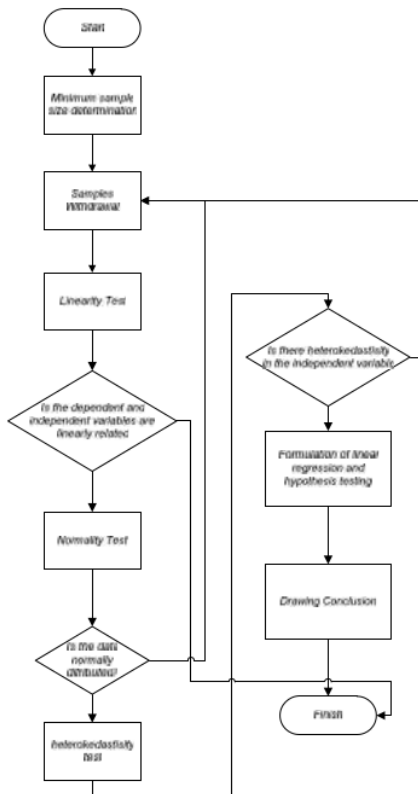 Start
Minimum sample
size determination
Samples
Withdrawal
Linearity Test
Is the dependent and
independent variables are
linearly related
Normality Test
Is the data
normally
ditributed?
heterokedastisity
test
Is there heterokedastisity
in the independent variable
Formulation of linear
regression and
hypothesis testing
Drawing Conclusion
Finish